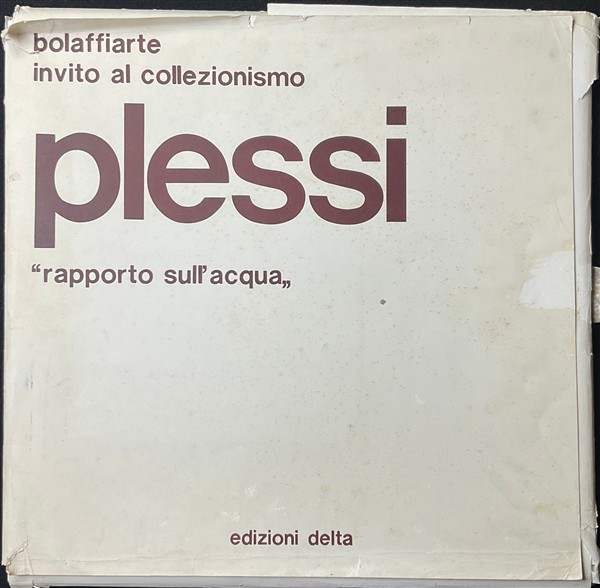 bolaffiarte
invito al collezionismo
plessi
“rapporto sull'acqua„
edizioni delta